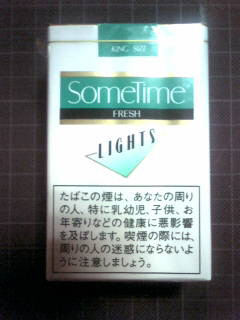 KING SIZE
SomeTime
FRESH
LIGHTS
たばこの煙は、あなたの周り
の人、特に乳幼児、子供、お
年寄りなどの健康に悪影響
を及ぼします。喫煙の際には、
周りの人の迷惑にならないよ
うに注意しましょう。